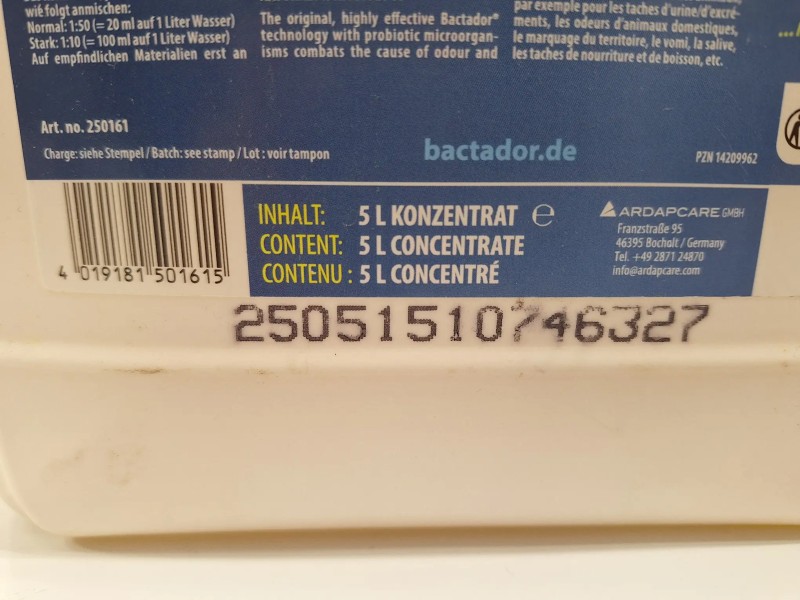 wie folgt anmischen:
Normal: 1:50 (= 20 ml auf 1 Liter Wasser)
Stark: 1:10 (= 100 ml auf 1 Liter Wasser)
Auf empfindlichen Materialien erst an
The original, highly effective Bactador®
technology with probiotic microorgan-
isms combats the cause of odour and
par exemple pour les taches d'urine/d'excré-
ments, les odeurs d'animaux domestiques,
le marquage du territoire, le vomi, la salive,
les taches de nourriture et de boisson, etc.
Art. no. 250161
Charge: siehe Stempel / Batch: see stamp / Lot : voir tampon
bactador.de
PZN 14209962
4 019181 501615
INHALT: 5 L KONZENTRAT ℮
CONTENT: 5 L CONCENTRATE
CONTENU : 5 L CONCENTRÉ
ARDAPCARE GMBH
Franzstraße 95
46395 Bocholt / Germany
Tel. +49 2871 24870
info@ardapcare.com
25051510746327